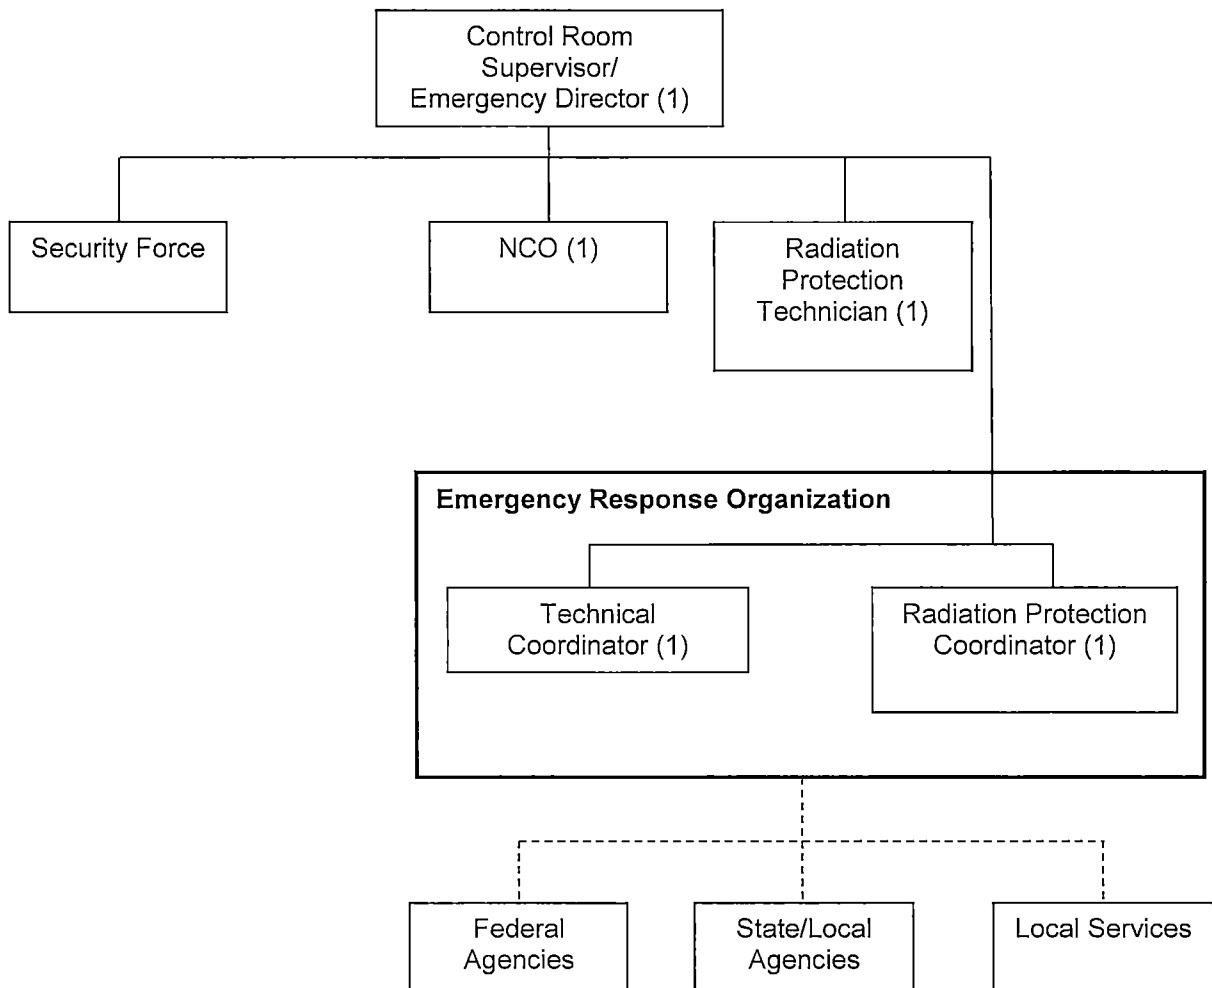 Control Room
Supervisor/
Emergency Director (1)
Security Force
NCO (1)
Radiation
Protection
Technician (1)
Emergency Response Organization
Technical
Coordinator (1)
Radiation Protection
Coordinator (1)
Federal
Agencies
State/Local
Agencies
Local Services